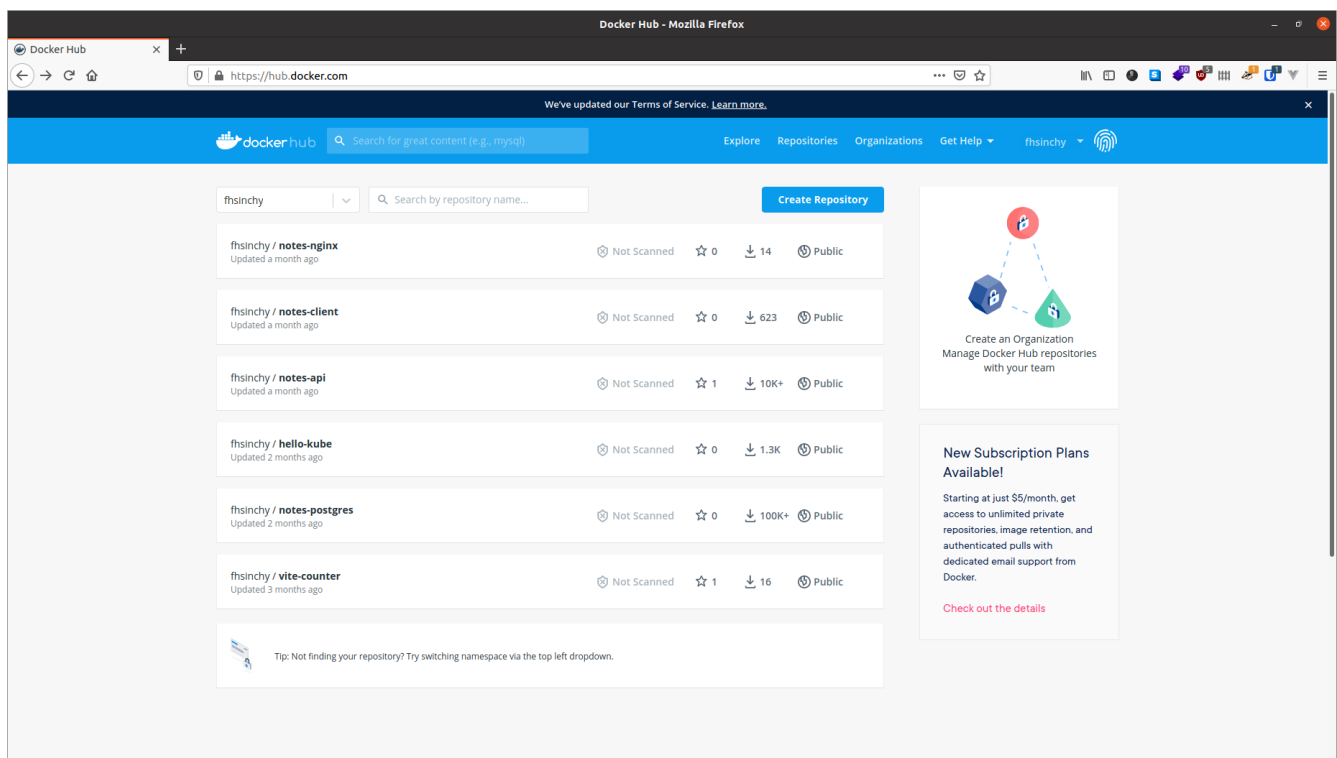 Docker Hub - Mozilla Firefox
Docker Hub
https://hub.docker.com
10
5
1
1
We've updated our Terms of Service. Learn more.
dockerhub
Search for great content (e.g., mysql)
Explore
Repositories
Organizations
Get Help
fhsinchy
fhsinchy
Search by repository name...
Create Repository
fhsinchy / notes-nginx
Updated a month ago
Not Scanned
0
14
Public
fhsinchy / notes-client
Updated a month ago
Not Scanned
0
623
Public
fhsinchy / notes-api
Updated a month ago
Not Scanned
1
10K+
Public
fhsinchy / hello-kube
Updated 2 months ago
Not Scanned
0
1.3K
Public
fhsinchy / notes-postgres
Updated 2 months ago
Not Scanned
0
100K+
Public
fhsinchy / vite-counter
Updated 3 months ago
Not Scanned
1
16
Public
Tip: Not finding your repository? Try switching namespace via the top left dropdown.
Create an Organization
Manage Docker Hub repositories
with your team
New Subscription Plans
Available!
Starting at just $5/month, get
access to unlimited private
repositories, image retention, and
authenticated pulls with
dedicated email support from
Docker.
Check out the details